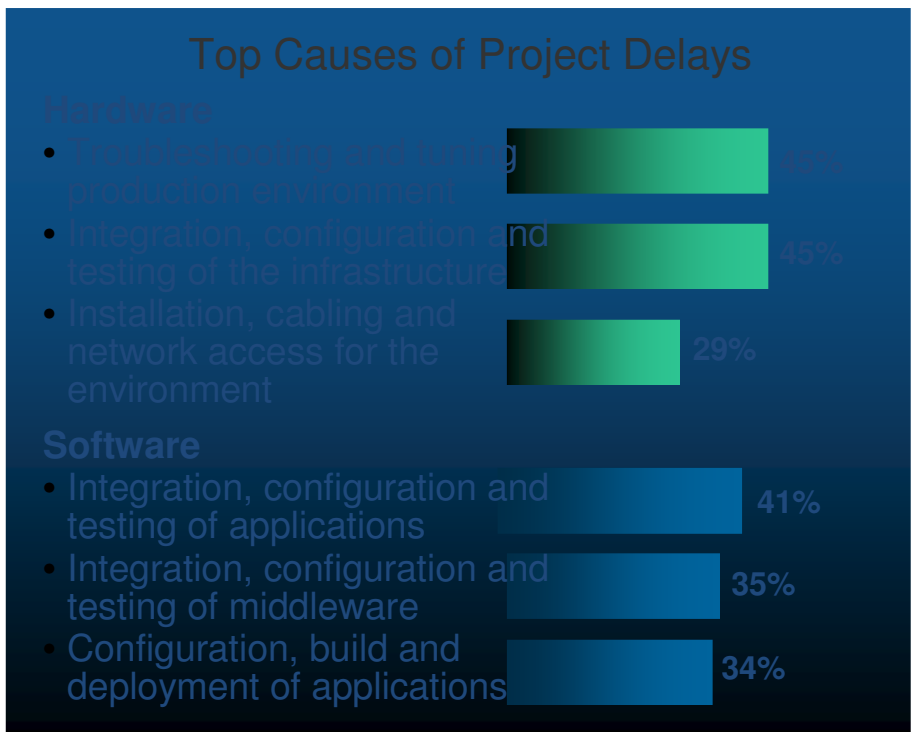 Top Causes of Project Delays
Hardware
• Troubleshooting and tuning
production environment
45%
• Integration, configuration and
testing of the infrastructure
45%
• Installation, cabling and
network access for the
environment
29%
Software
• Integration, configuration and
testing of applications
41%
• Integration, configuration and
testing of middleware
35%
• Configuration, build and
deployment of applications
34%